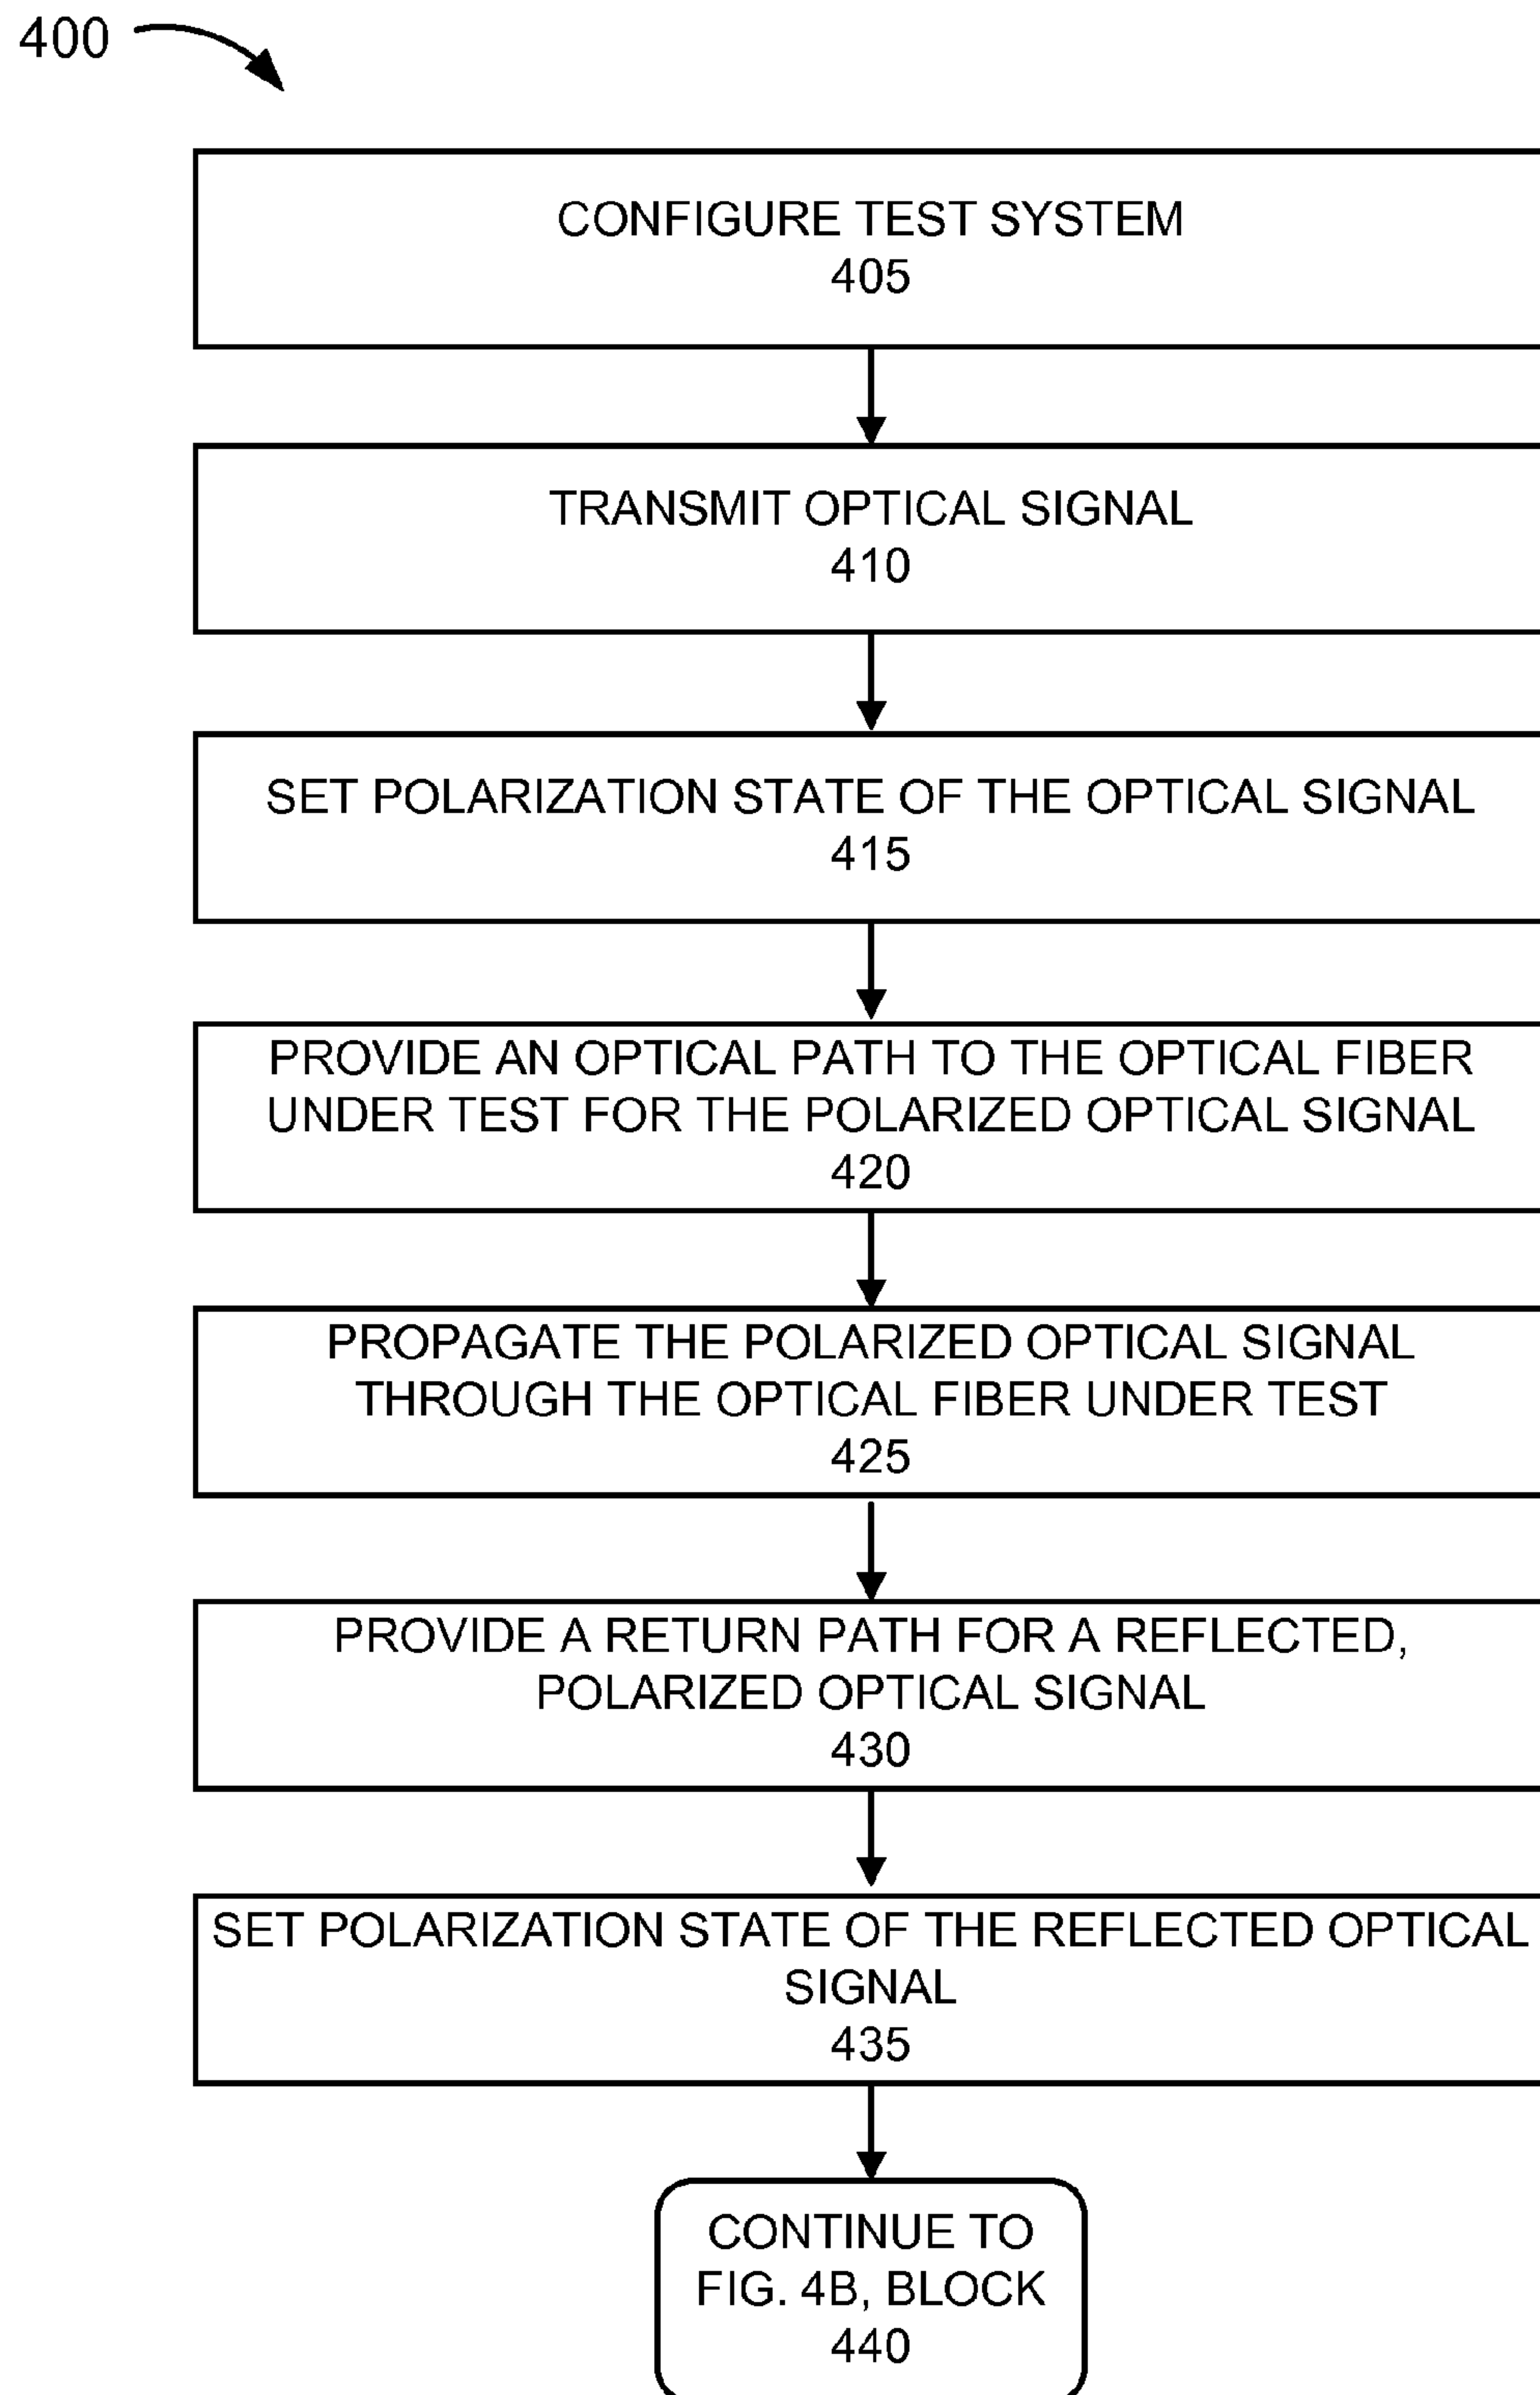 400
CONFIGURE TEST SYSTEM
405
TRANSMIT OPTICAL SIGNAL
410
SET POLARIZATION STATE OF THE OPTICAL SIGNAL
415
PROVIDE AN OPTICAL PATH TO THE OPTICAL FIBER
UNDER TEST FOR THE POLARIZED OPTICAL SIGNAL
420
PROPAGATE THE POLARIZED OPTICAL SIGNAL
THROUGH THE OPTICAL FIBER UNDER TEST
425
PROVIDE A RETURN PATH FOR A REFLECTED,
POLARIZED OPTICAL SIGNAL
430
SET POLARIZATION STATE OF THE REFLECTED OPTICAL
SIGNAL
435
CONTINUE TO
FIG. 4B, BLOCK
440